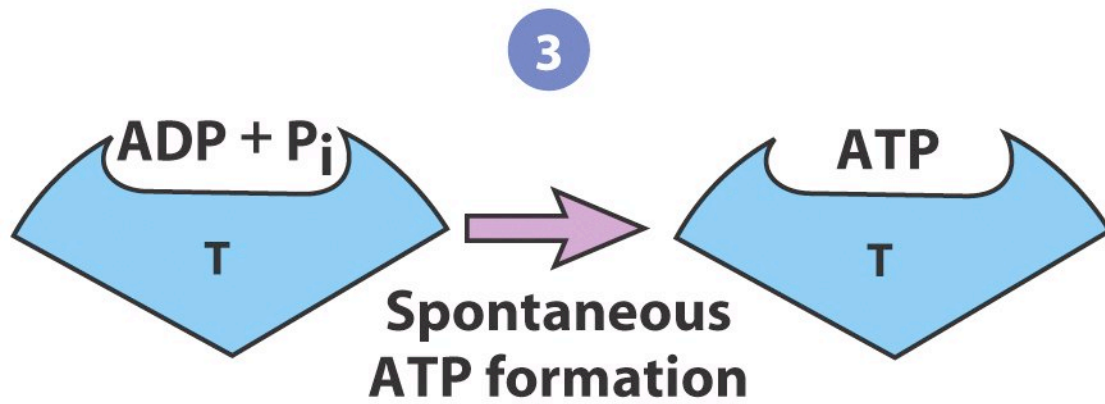 3
ADP + Pi
ATP
T
T
Spontaneous
ATP formation